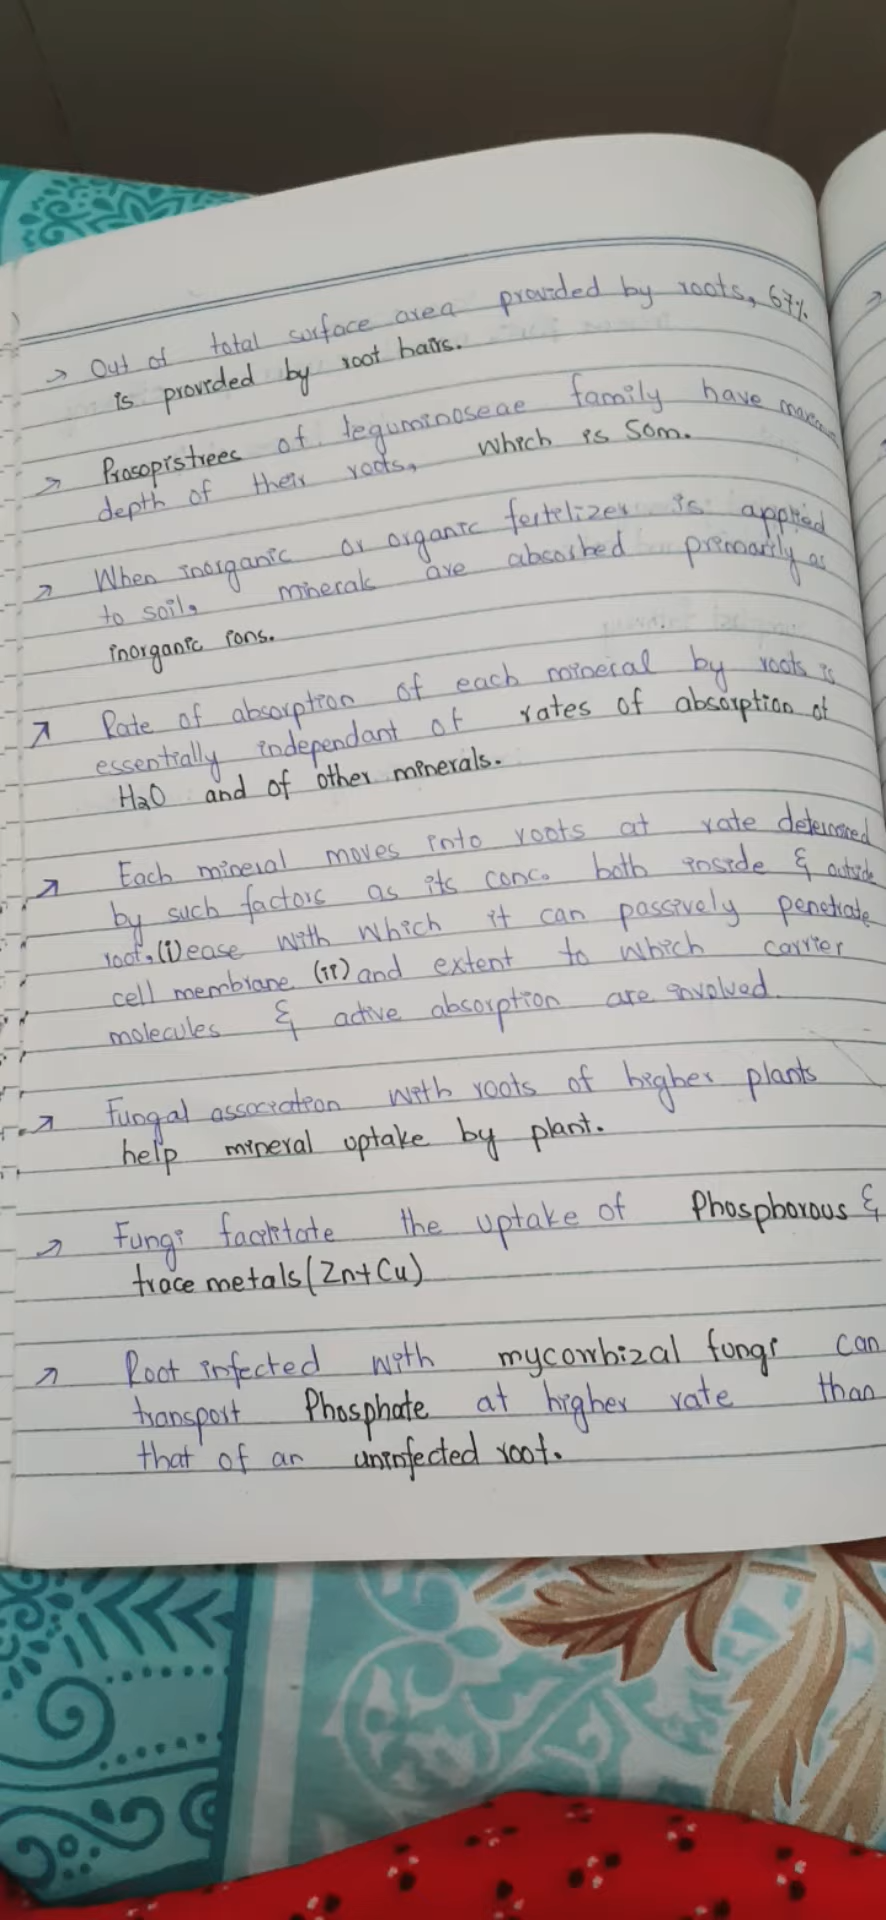 → Out of total surface area provided by roots, 67%
is provided by root hairs.
→ Prosopistrees of leguminoseae family have
depth of their roots, which is 50m.
→ When inorganic or organic fertelizer is applied
to soil, minerals are absorbed primarily as
inorganic ions.
→ Rate of absorption of each mineral by roots is
essentially independant of rates of absorption of
H2O and of other minerals.
→ Each mineral moves into roots at rate determined
by such factors as its conc. both inside & outside
root, (i) ease with which it can passively penetrate
cell membrane (ii) and extent to which carrier
molecules & active absorption are involved.
→ Fungal association with roots of higher plants
help mineral uptake by plant.
→ Fungi facilitate the uptake of Phosphorous &
trace metals (Zn+Cu)
→ Root infected with mycorrhizal fungi can
transport Phosphate at higher rate than
that of an uninfected root.